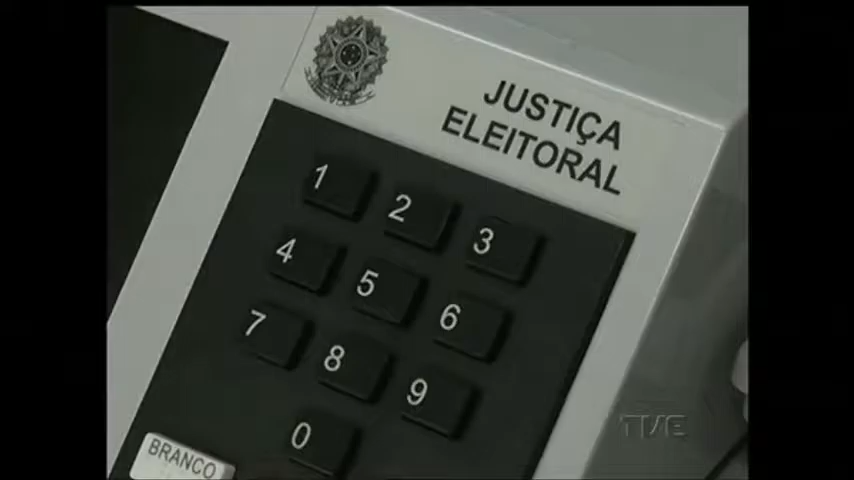 JUSTIÇA
ELEITORAL
1 2 3
4 5 6
7 8 9
0
BRANCO
TVE